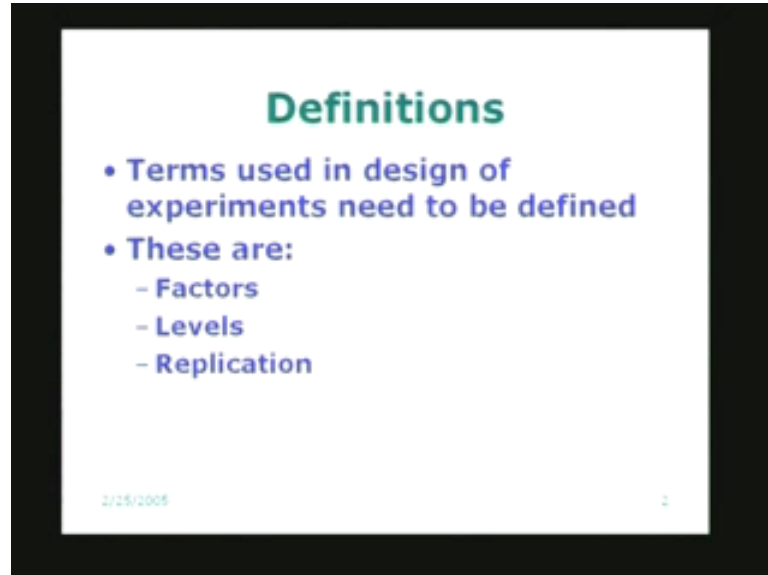 Definitions
• Terms used in design of
experiments need to be defined
• These are:
– Factors
– Levels
– Replication
2/25/2005
2